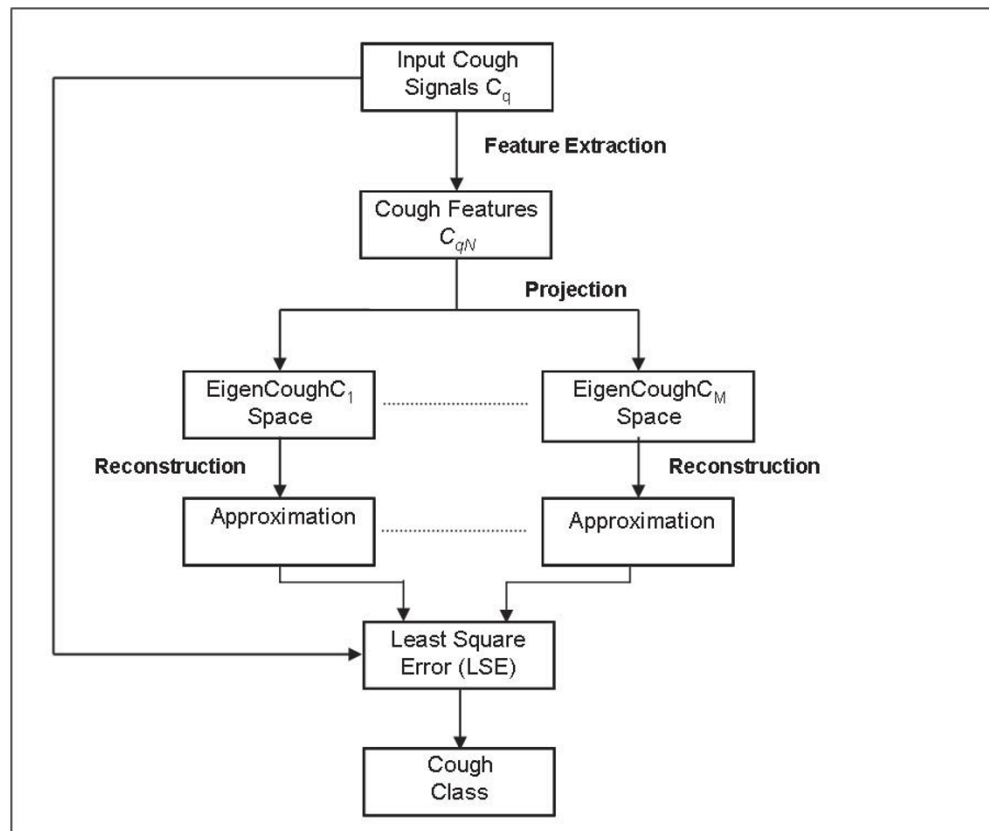 Input Cough
Signals C_q
Feature Extraction
Cough Features
C_qN
Projection
EigenCoughC_1
Space
EigenCoughC_M
Space
Reconstruction
Reconstruction
Approximation
Approximation
Least Square
Error (LSE)
Cough
Class